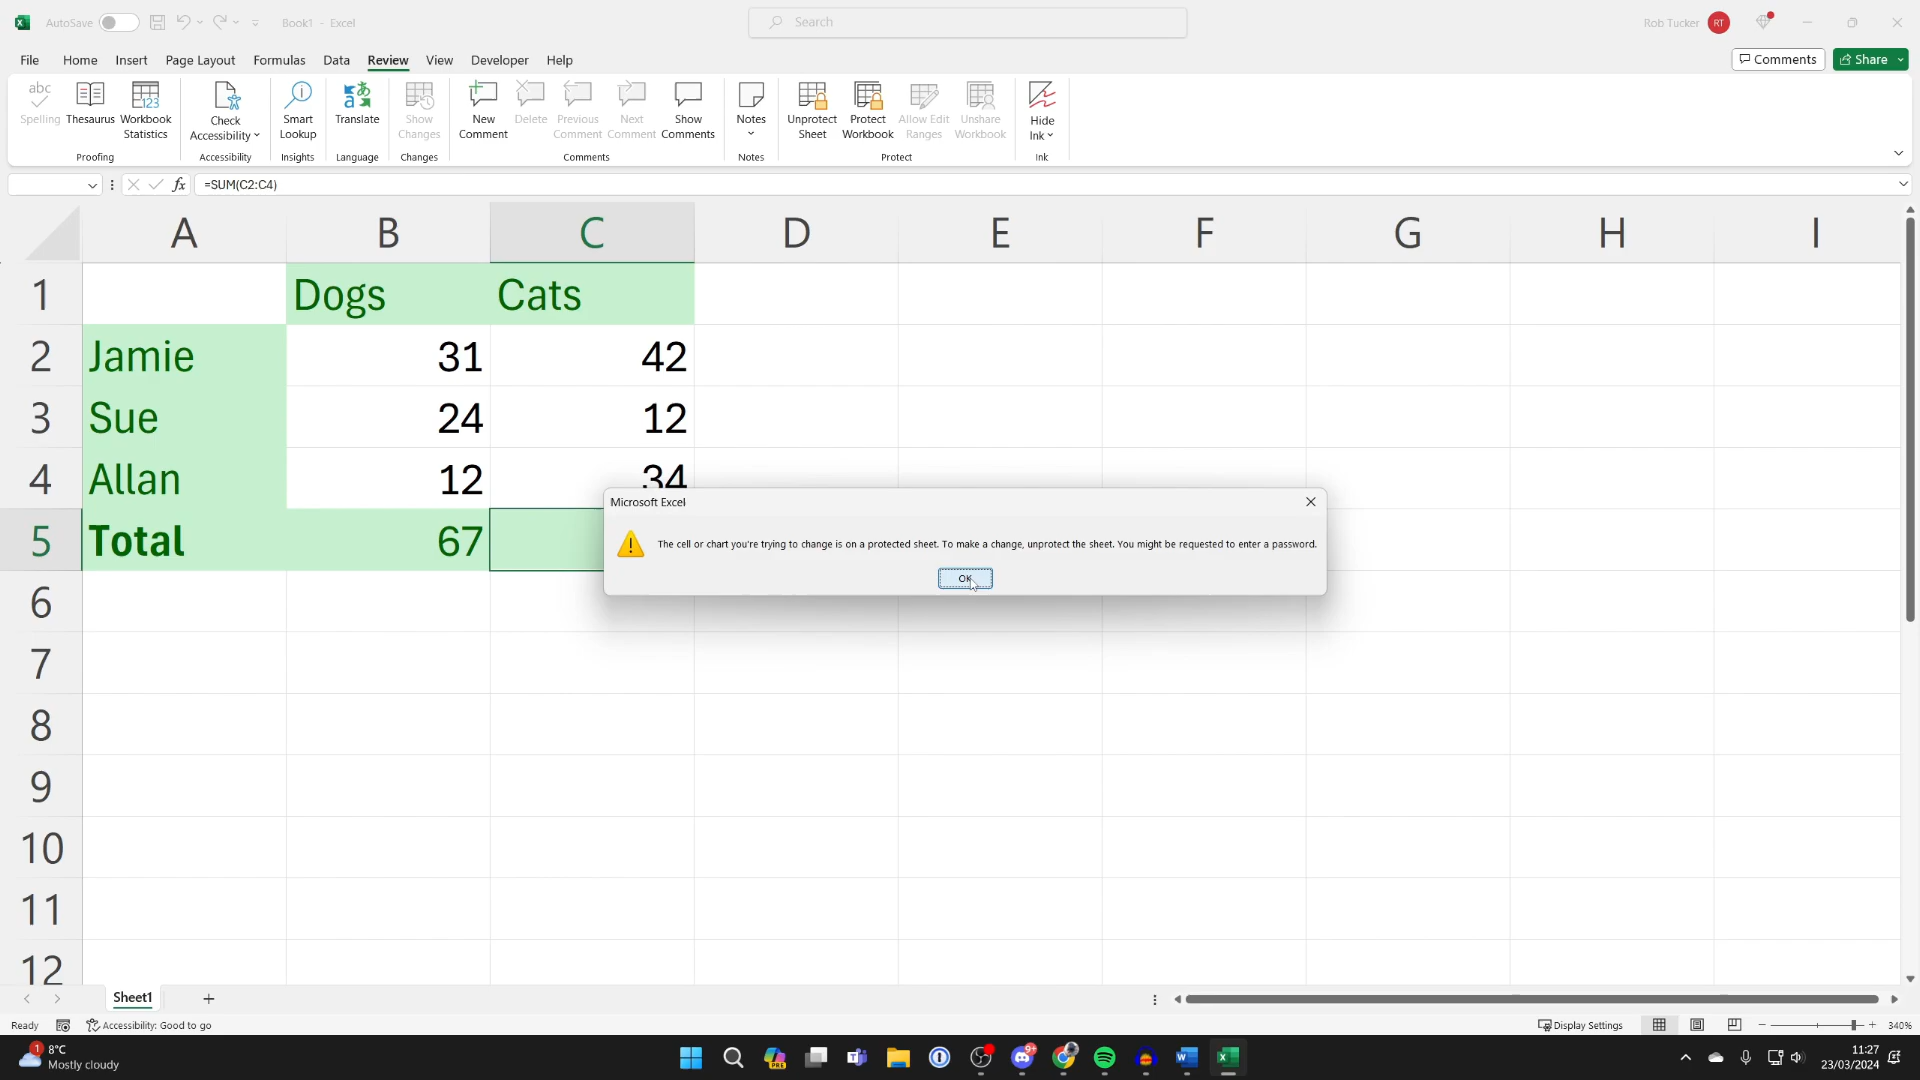 AutoSave
Book1 - Excel
Search
Rob Tucker
RT
File Home Insert Page Layout Formulas Data Review View Developer Help
Comments
Share
abc
Spelling
Thesaurus
123
Workbook
Statistics
Proofing
Check
Accessibility
Accessibility
Smart
Lookup
Insights
Translate
Language
Show
Changes
Changes
New
Comment
Delete
Previous
Comment
Next
Comment
Show
Comments
Comments
Notes
Notes
Unprotect
Sheet
Protect
Workbook
Allow Edit
Ranges
Unshare
Workbook
Protect
Hide
Ink
Ink
fx =SUM(C2:C4)
A B C D E F G H I
1 Dogs Cats
2 Jamie 31 42
3 Sue 24 12
4 Allan 12 34
5 Total 67
6
7
8
9
10
11
12
Microsoft Excel
The cell or chart you're trying to change is on a protected sheet. To make a change, unprotect the sheet. You might be requested to enter a password.
OK
Sheet1
Ready
Accessibility: Good to go
Display Settings
340%
1
8°C
Mostly cloudy
PRE
9+
11:27
23/03/2024